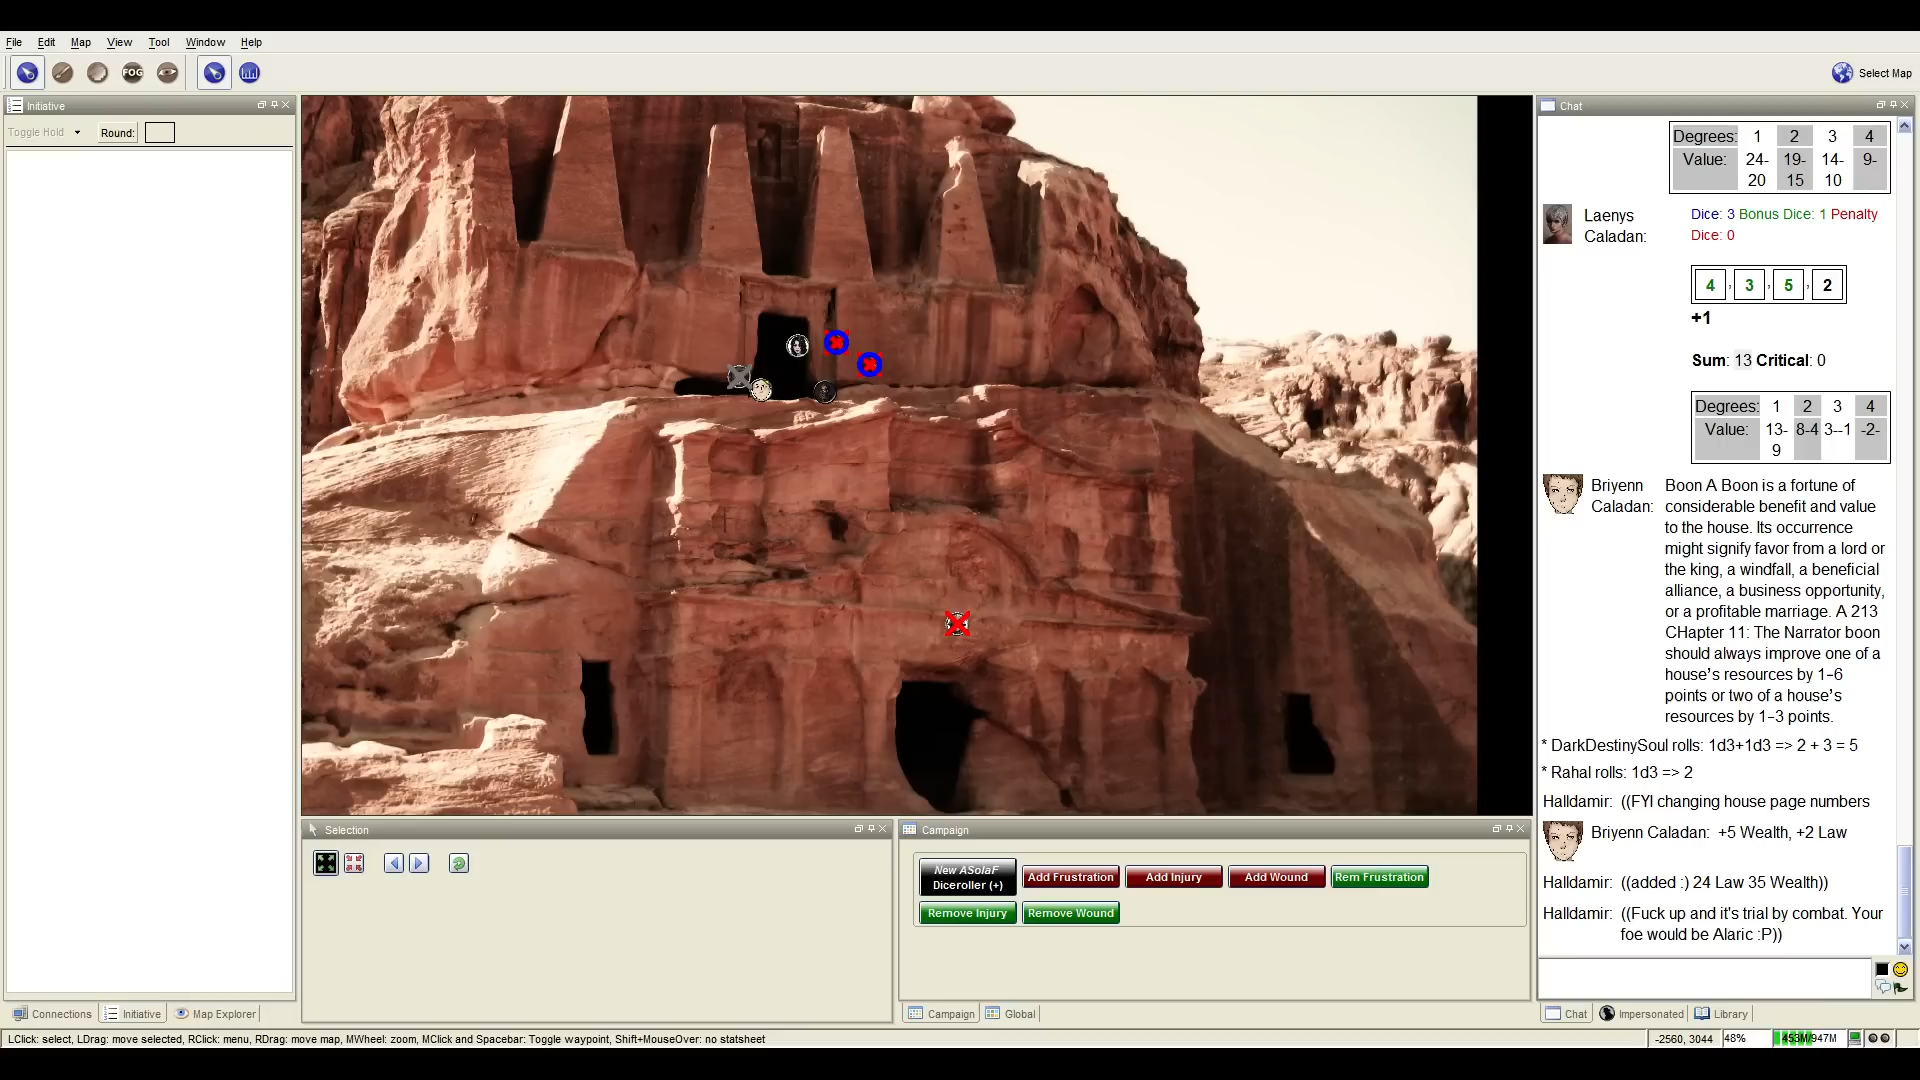 File Edit Map View Tool Window Help
FOG
Select Map
Initiative
Toggle Hold
Round:
Chat
Degrees: 1 2 3 4
Value: 24- 19- 14- 9-
20 15 10
Laenys
Caladan:
Dice: 3 Bonus Dice: 1 Penalty
Dice: 0
4 , 3 , 5 , 2
+1
Sum: 13 Critical: 0
Degrees: 1 2 3 4
Value: 13- 8-4 3--1 -2-
9
Briyenn
Caladan:
Boon A Boon is a fortune of
considerable benefit and value
to the house. Its occurrence
might signify favor from a lord or
the king, a windfall, a beneficial
alliance, a business opportunity,
or a profitable marriage. A 213
CHapter 11: The Narrator boon
should always improve one of a
house's resources by 1–6
points or two of a house's
resources by 1–3 points.
* DarkDestinySoul rolls: 1d3+1d3 => 2 + 3 = 5
* Rahal rolls: 1d3 => 2
Halldamir: ((FYI changing house page numbers
Briyenn Caladan: +5 Wealth, +2 Law
Halldamir: ((added :) 24 Law 35 Wealth))
Halldamir: ((Fuck up and it's trial by combat. Your
foe would be Alaric :P))
Selection
Campaign
New ASoIaF
Diceroller (+)
Add Frustration
Add Injury
Add Wound
Rem Frustration
Remove Injury
Remove Wound
Connections
Initiative
Map Explorer
Campaign
Global
Chat
Impersonated
Library
LClick: select, LDrag: move selected, RClick: menu, RDrag: move map, MWheel: zoom, MClick and Spacebar: Toggle waypoint, Shift+MouseOver: no statsheet
-2560, 3044
48%
453M/947M